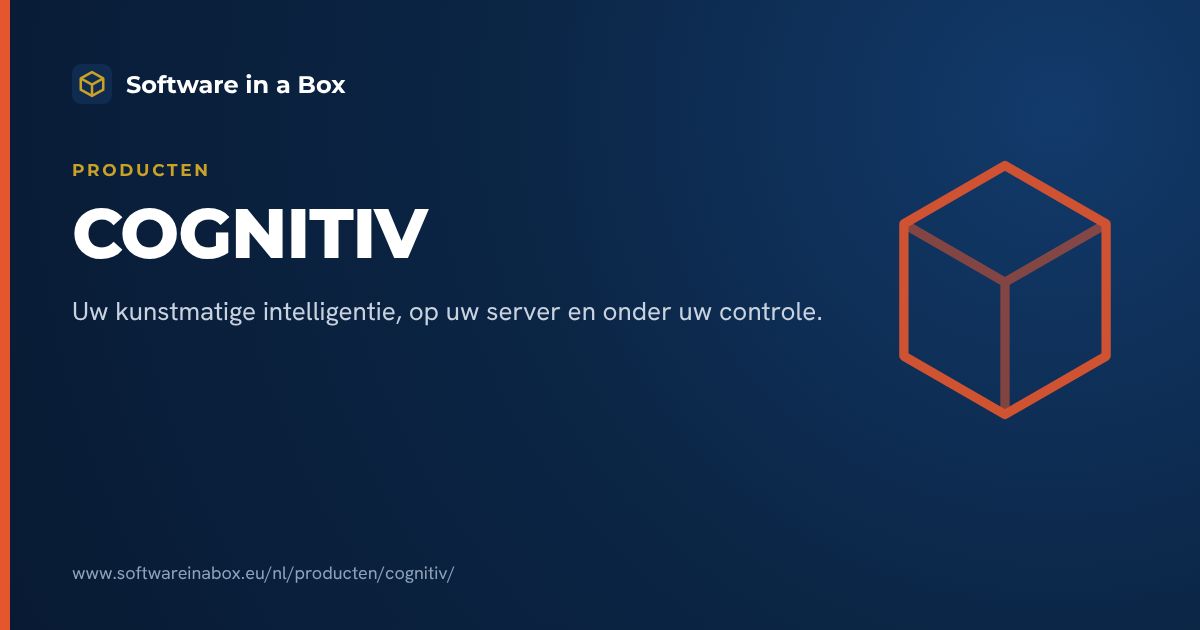 Software in a Box
PRODUCTEN
COGNITIV
Uw kunstmatige intelligentie, op uw server en onder uw controle.
www.softwareinabox.eu/nl/producten/cognitiv/